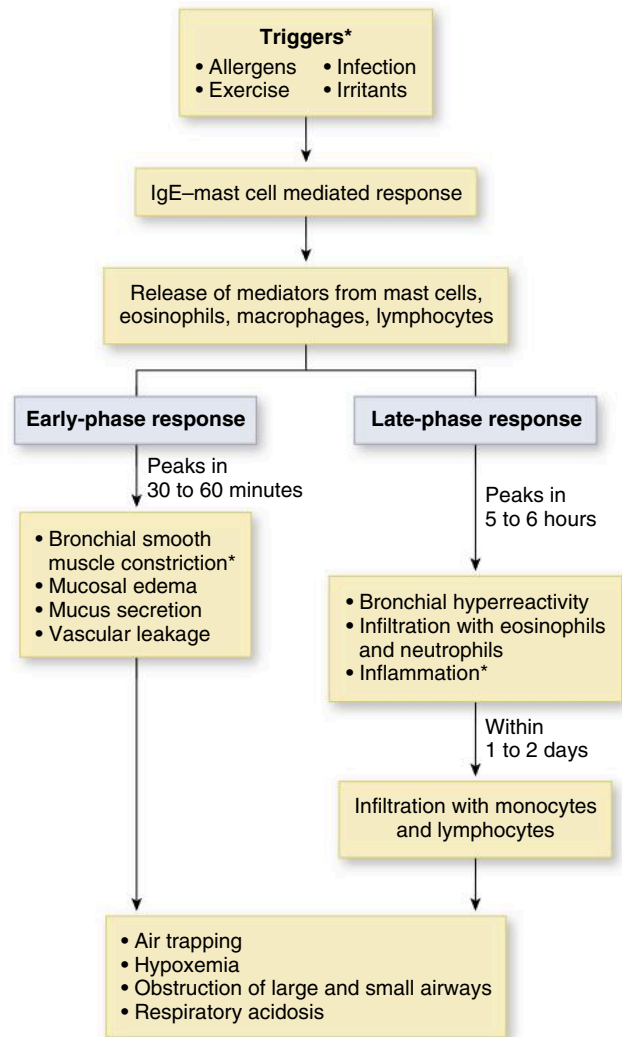 Triggers*
• Allergens • Infection
• Exercise • Irritants
IgE–mast cell mediated response
Release of mediators from mast cells,
eosinophils, macrophages, lymphocytes
Early-phase response
Late-phase response
Peaks in
30 to 60 minutes
Peaks in
5 to 6 hours
• Bronchial smooth
muscle constriction*
• Mucosal edema
• Mucus secretion
• Vascular leakage
• Bronchial hyperreactivity
• Infiltration with eosinophils
and neutrophils
• Inflammation*
Within
1 to 2 days
Infiltration with monocytes
and lymphocytes
• Air trapping
• Hypoxemia
• Obstruction of large and small airways
• Respiratory acidosis